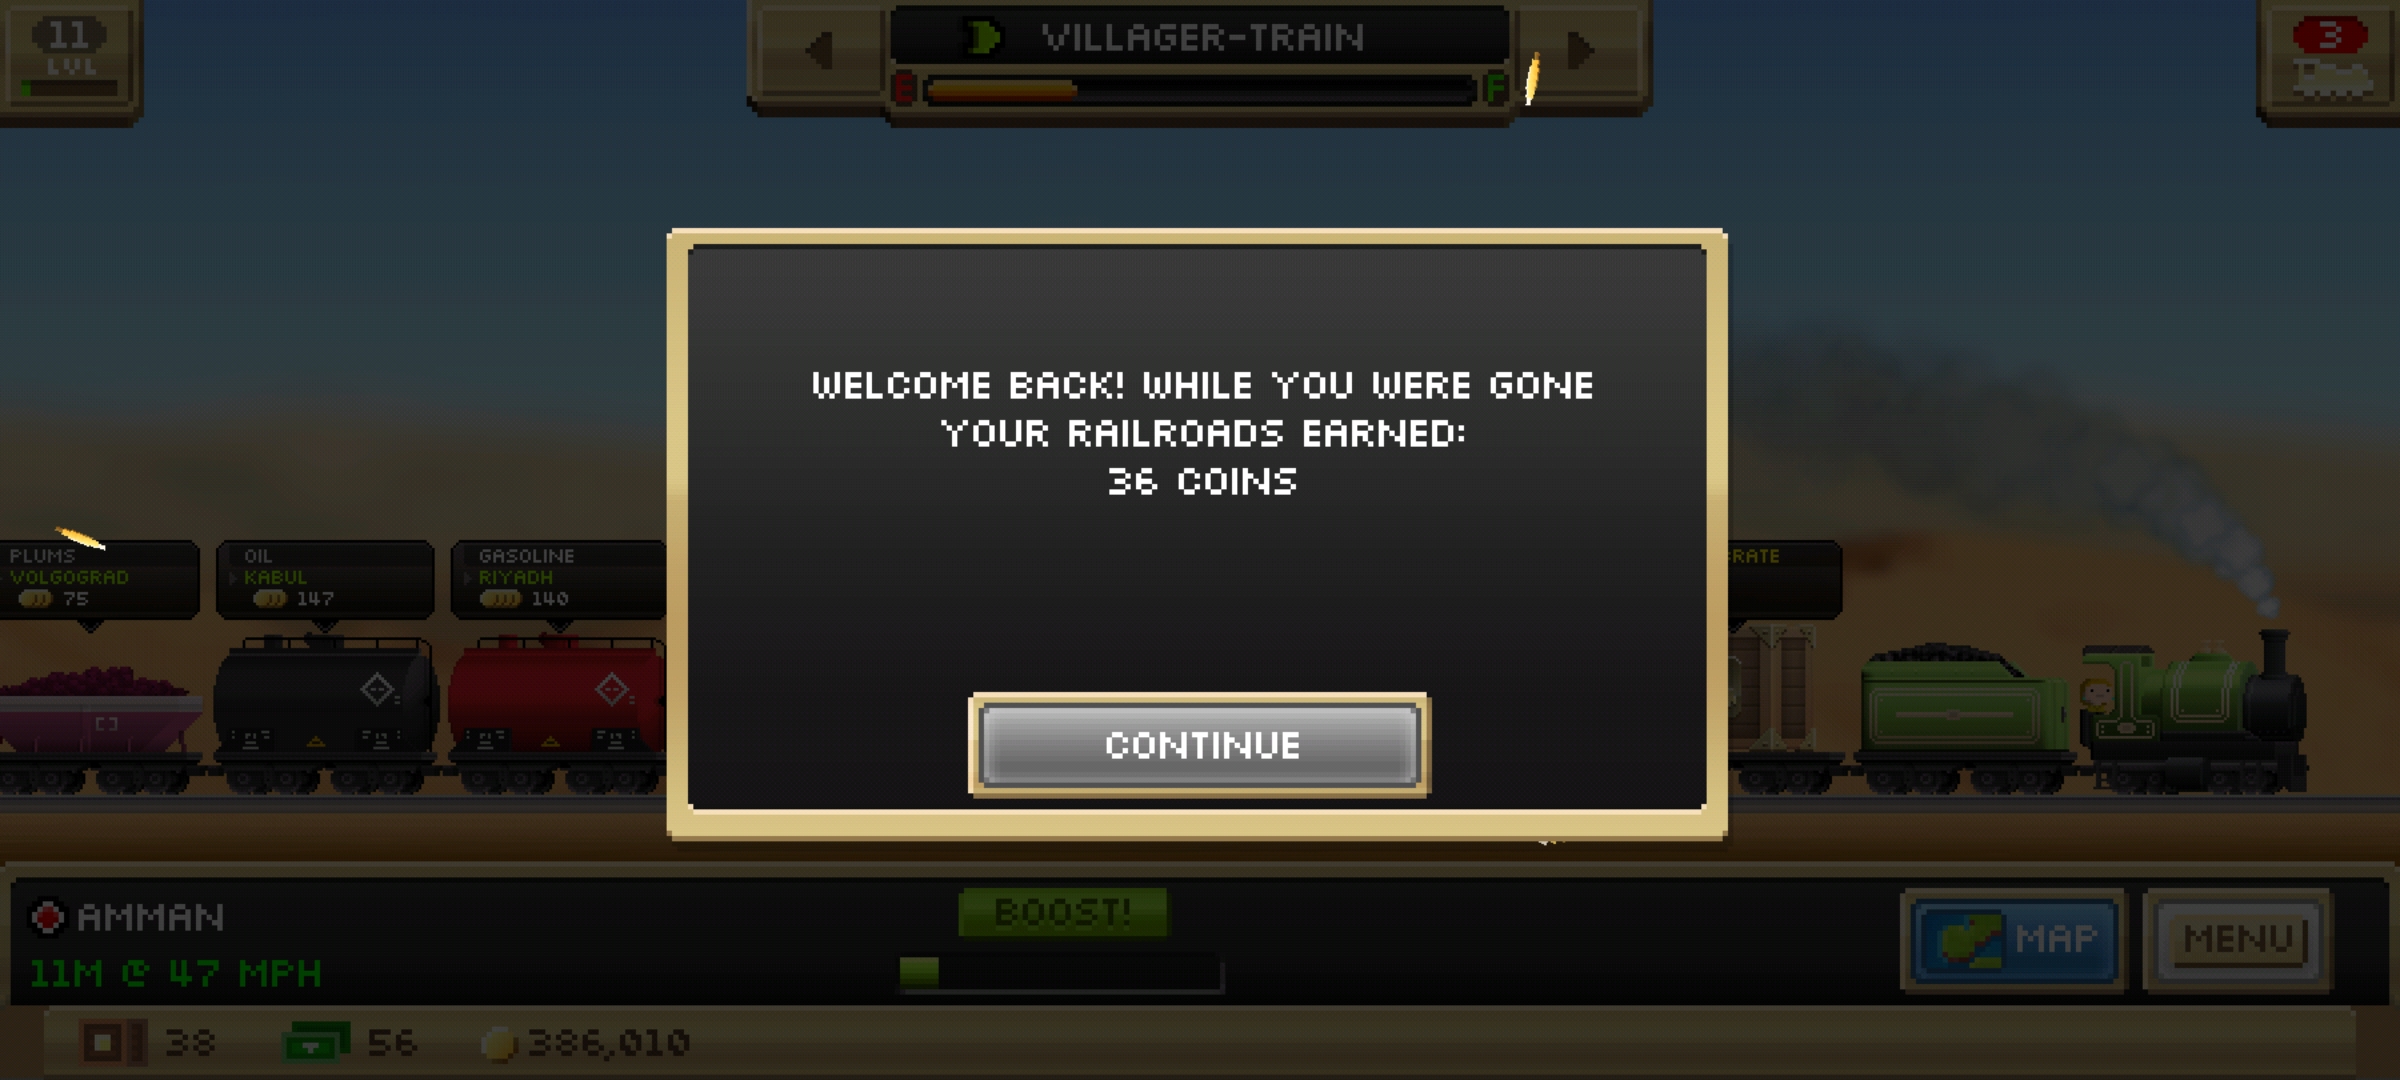 11
LVL
VILLAGER-TRAIN
E
F
3
WELCOME BACK! WHILE YOU WERE GONE
YOUR RAILROADS EARNED:
36 COINS
CONTINUE
PLUMS
VOLGOGRAD
75
OIL
KABUL
147
GASOLINE
RIYADH
140
CRATE
AMMAN
11M @ 47 MPH
BOOST!
MAP
MENU
38
56
386,010